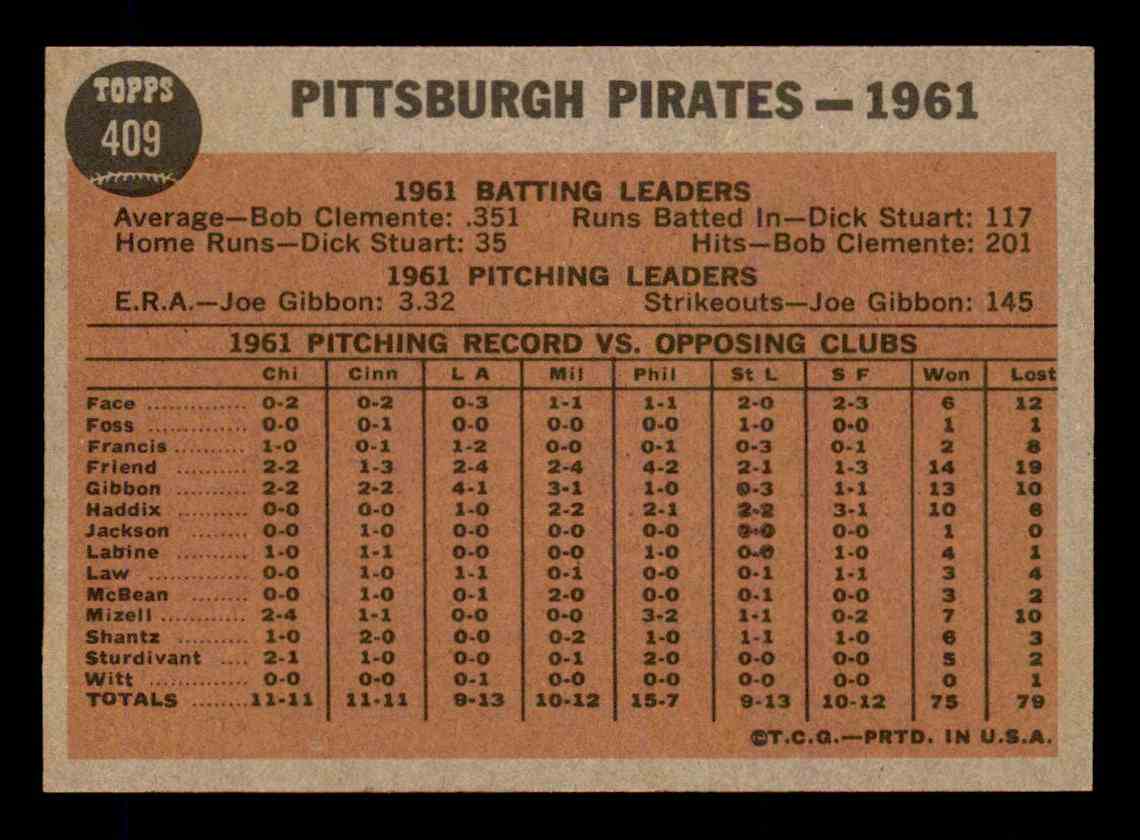 TOPPS
409
PITTSBURGH PIRATES — 1961
1961 BATTING LEADERS
Average—Bob Clemente: .351 Runs Batted In—Dick Stuart: 117
Home Runs—Dick Stuart: 35 Hits—Bob Clemente: 201
1961 PITCHING LEADERS
E.R.A.—Joe Gibbon: 3.32 Strikeouts—Joe Gibbon: 145
1961 PITCHING RECORD VS. OPPOSING CLUBS
Chi Cinn L A Mil Phil St L S F Won Lost
Face .............. 0-2 0-2 0-3 1-1 1-1 2-0 2-3 6 12
Foss .............. 0-0 0-1 0-0 0-0 0-0 1-0 0-0 1 1
Francis .......... 1-0 0-1 1-2 0-0 0-1 0-3 0-1 2 8
Friend .......... 2-2 1-3 2-4 2-4 4-2 2-1 1-3 14 19
Gibbon .......... 2-2 2-2 4-1 3-1 1-0 0-3 1-1 13 10
Haddix .......... 0-0 0-0 1-0 2-2 2-1 2-2 3-1 10 6
Jackson ........ 0-0 1-0 0-0 0-0 0-0 0-0 0-0 1 0
Labine .......... 1-0 1-1 0-0 0-0 1-0 0-0 1-0 4 1
Law .............. 0-0 1-0 1-1 0-1 0-0 0-1 1-1 3 4
McBean ........ 0-0 1-0 0-1 2-0 0-0 0-1 0-0 3 2
Mizell ............ 2-4 1-1 0-0 0-0 3-2 1-1 0-2 7 10
Shantz .......... 1-0 2-0 0-0 0-2 1-0 1-1 1-0 6 3
Sturdivant .... 2-1 1-0 0-0 0-1 2-0 0-0 0-0 5 2
Witt .............. 0-0 0-0 0-1 0-0 0-0 0-0 0-0 0 1
TOTALS ........ 11-11 11-11 9-13 10-12 15-7 9-13 10-12 75 79
©T.C.G.—PRTD. IN U.S.A.